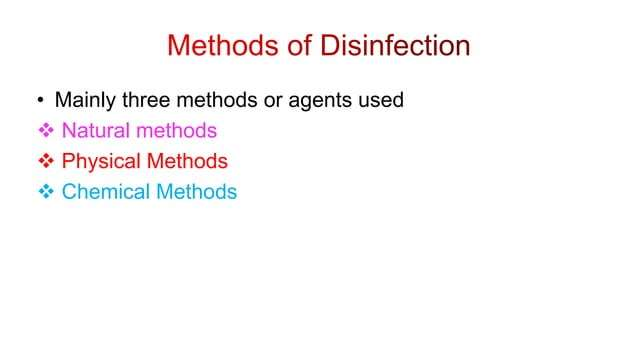 Methods of Disinfection
• Mainly three methods or agents used
❖ Natural methods
❖ Physical Methods
❖ Chemical Methods